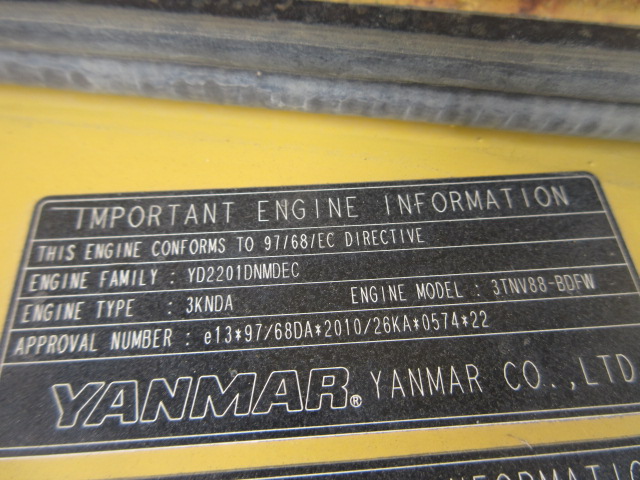 IMPORTANT ENGINE INFORMATION
THIS ENGINE CONFORMS TO 97/68/EC DIRECTIVE
ENGINE FAMILY : YD2201DNMDEC
ENGINE TYPE : 3KNDA ENGINE MODEL : 3TNV88-BDFW
APPROVAL NUMBER : e13*97/68DA*2010/26KA*0574*22
YANMAR® YANMAR CO.,LTD
INFORMATI